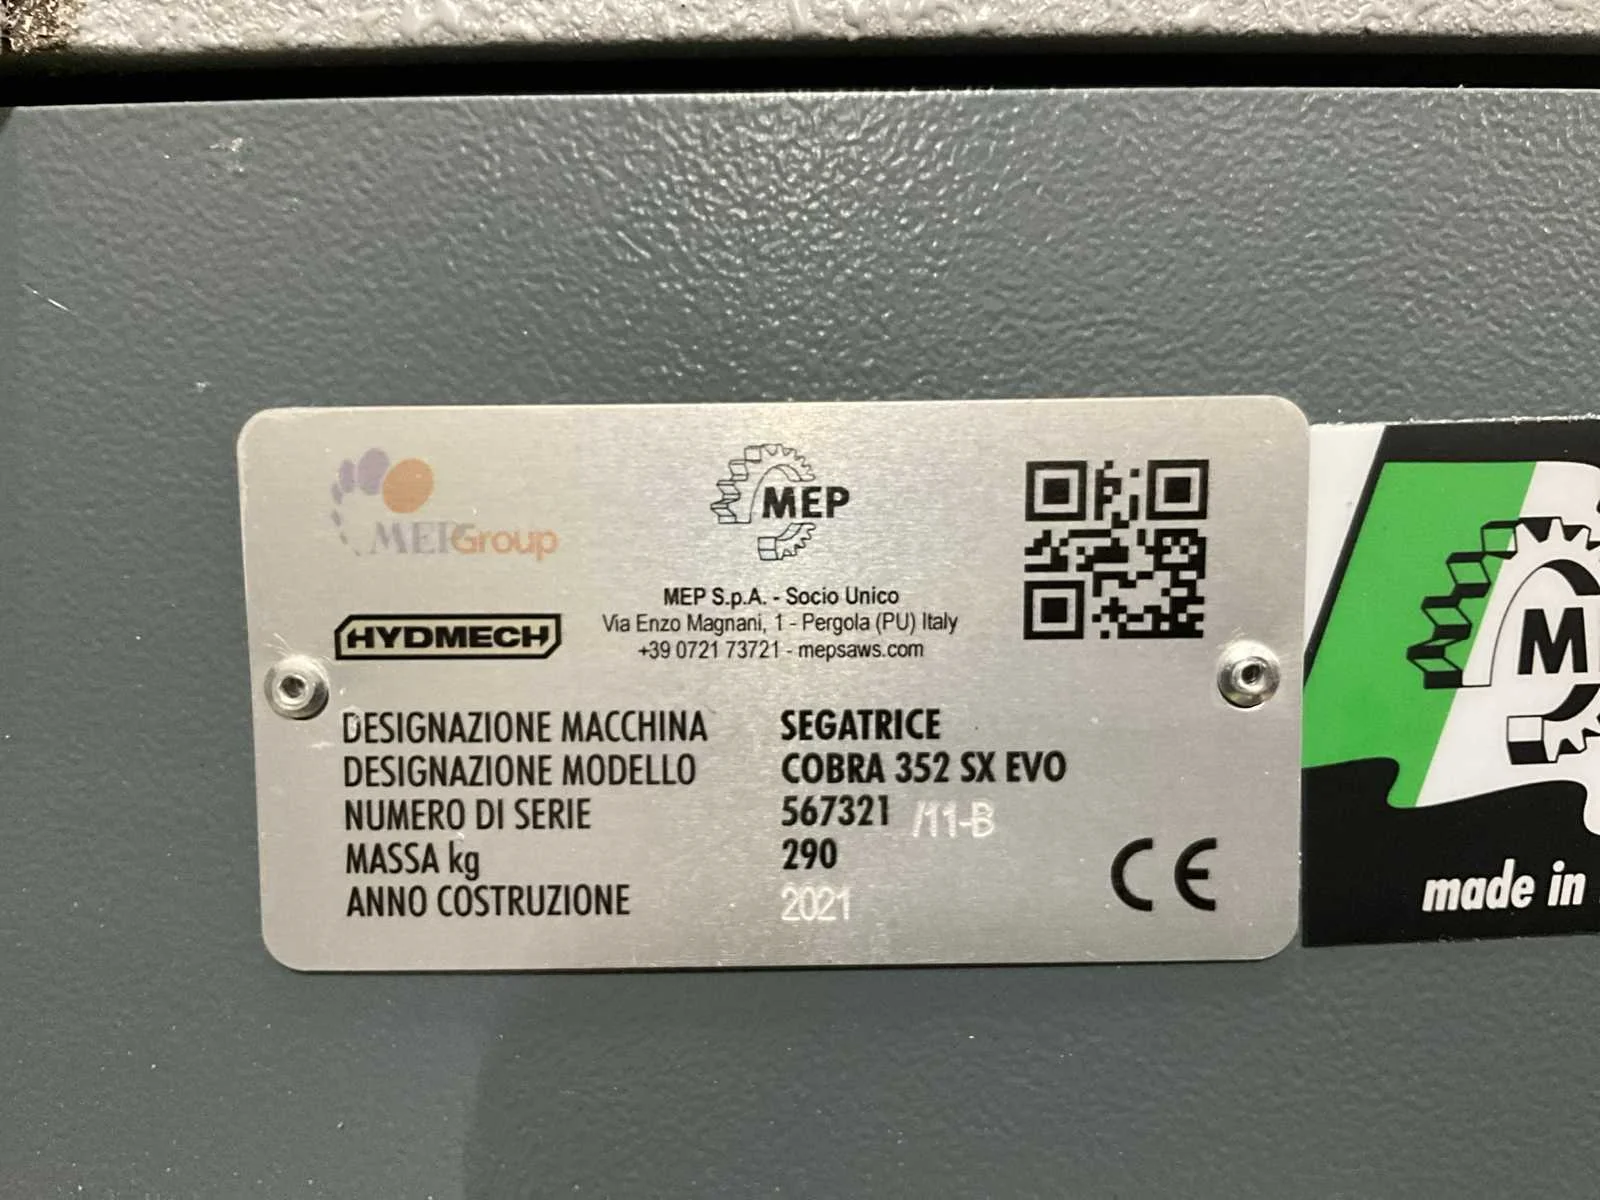 MEPGroup
MEP
MEP S.p.A. - Socio Unico
Via Enzo Magnani, 1 - Pergola (PU) Italy
+39 0721 73721 - mepsaws.com
HYDMECH
DESIGNAZIONE MACCHINA SEGATRICE
DESIGNAZIONE MODELLO COBRA 352 SX EVO
NUMERO DI SERIE 567321 /11-B
MASSA kg 290
ANNO COSTRUZIONE 2021
CE
made in